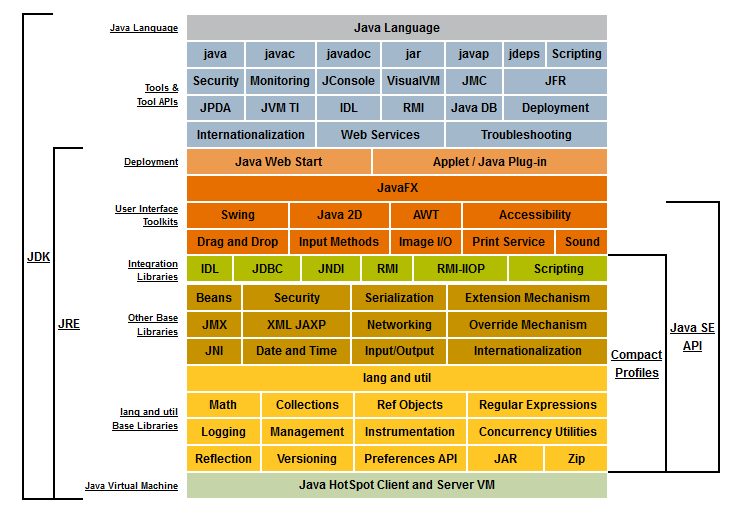 Java Language Java Language
java javac javadoc jar javap jdeps Scripting
Security Monitoring JConsole VisualVM JMC JFR
Tools &
Tool APIs
JPDA JVM TI IDL RMI Java DB Deployment
Internationalization Web Services Troubleshooting
Deployment Java Web Start Applet / Java Plug-in
JavaFX
User Interface
Toolkits
Swing Java 2D AWT Accessibility
Drag and Drop Input Methods Image I/O Print Service Sound
JDK
Integration
Libraries
IDL JDBC JNDI RMI RMI-IIOP Scripting
Beans Security Serialization Extension Mechanism
JRE
Other Base
Libraries
JMX XML JAXP Networking Override Mechanism
Java SE
API
JNI Date and Time Input/Output Internationalization
Compact
Profiles
lang and util
Math Collections Ref Objects Regular Expressions
lang and util
Base Libraries
Logging Management Instrumentation Concurrency Utilities
Reflection Versioning Preferences API JAR Zip
Java Virtual Machine Java HotSpot Client and Server VM